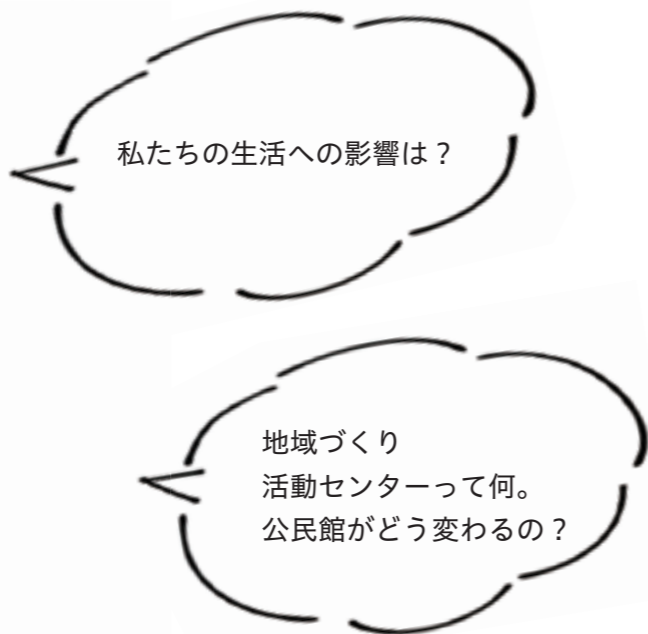 私たちの生活への影響は？
地域づくり
活動センターって何。
公民館がどう変わるの？